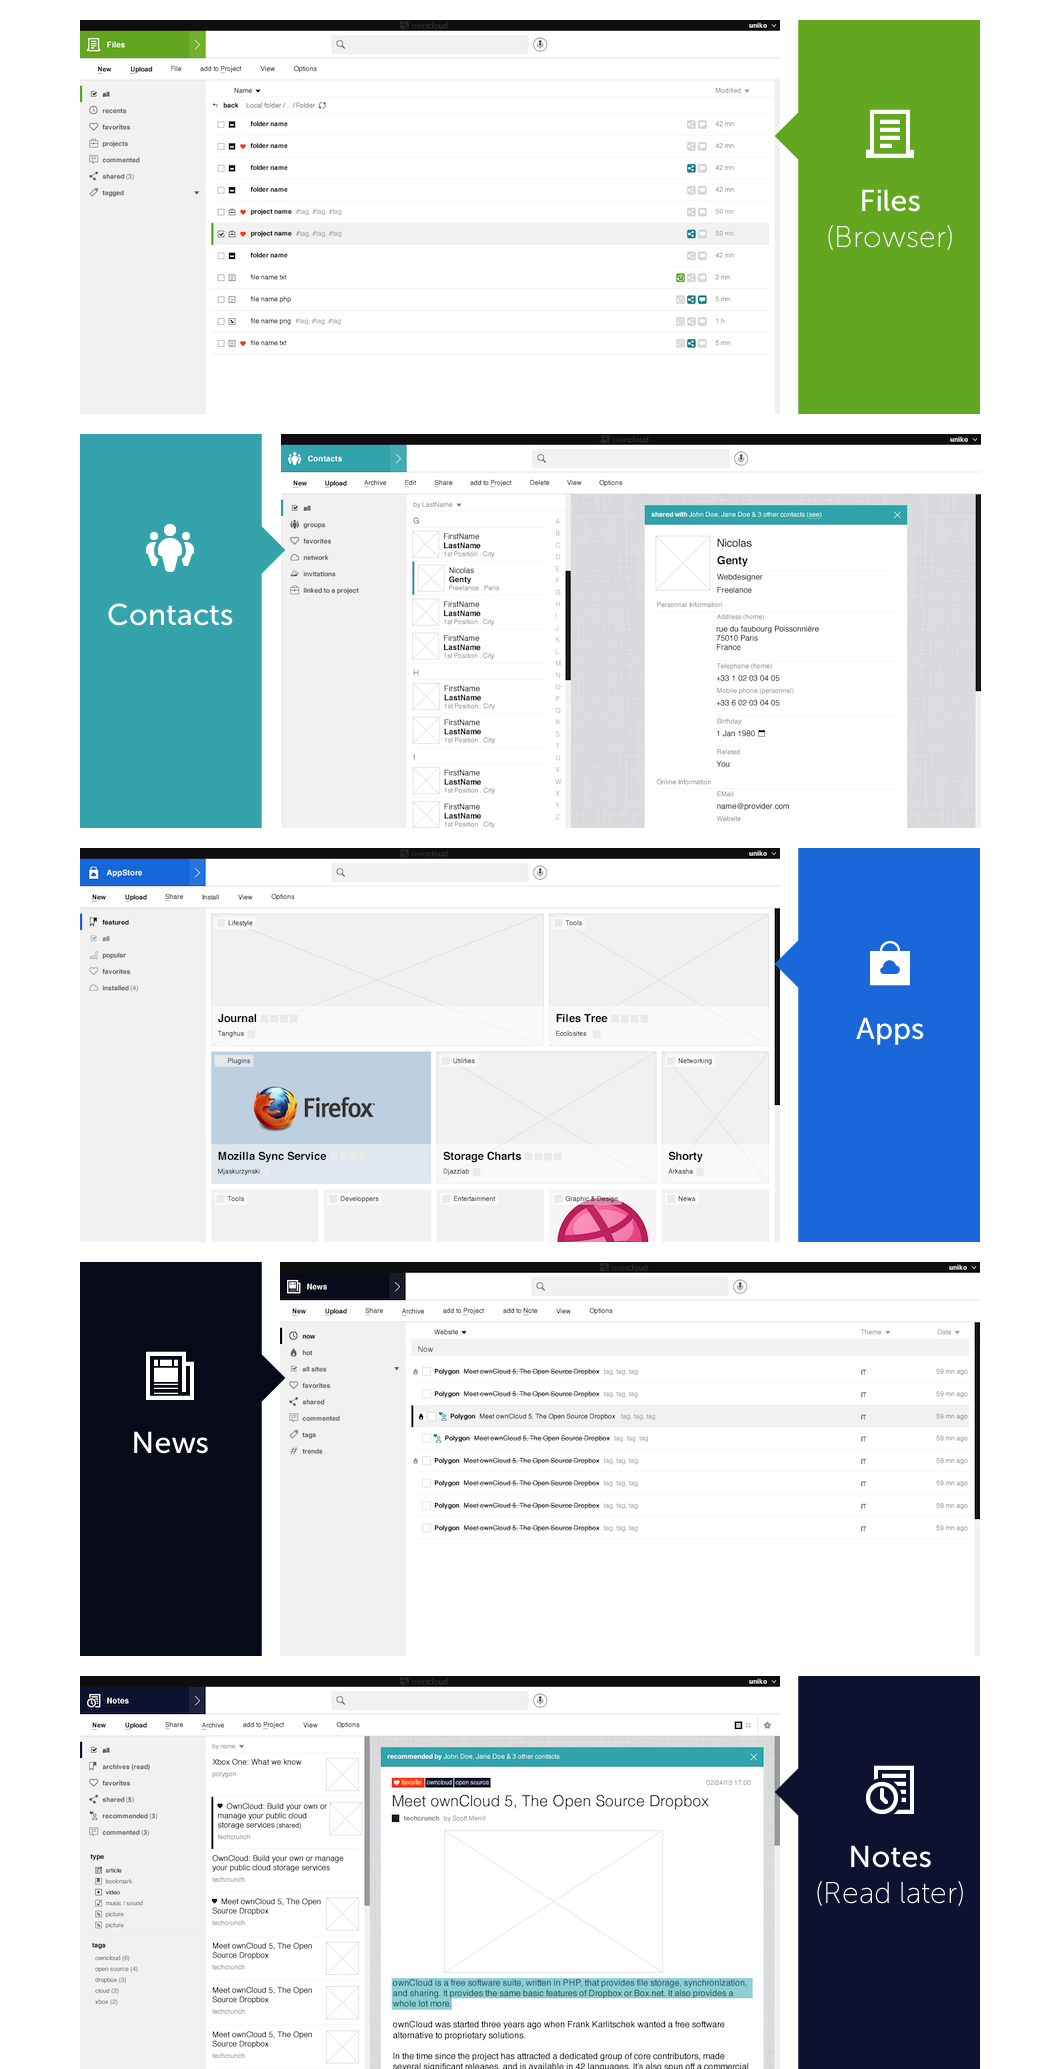 owncloud
uniko
Files
New Upload File add to Project View Options
all
recents
favorites
projects
commented
shared (3)
tagged
Name Modified
back Local folder / ... / Folder
folder name 42 mn
folder name 42 mn
folder name 42 mn
folder name 42 mn
project name #tag, #tag, #tag 59 mn
project name #tag, #tag, #tag 59 mn
folder name 42 mn
file name.txt 2 mn
file name.php 5 mn
file name.png #tag, #tag, #tag 1 h
file name.txt 5 mn
Files
(Browser)
Contacts
owncloud
uniko
Contacts
New Upload Archive Edit Share add to Project Delete View Options
all
groups
favorites
network
invitations
linked to a project
by LastName
G
FirstName
LastName
1st Position . City
Nicolas
Genty
Freelance . Paris
FirstName
LastName
1st Position . City
FirstName
LastName
1st Position . City
H
FirstName
LastName
1st Position . City
FirstName
LastName
1st Position . City
I
FirstName
LastName
1st Position . City
FirstName
LastName
1st Position . City
A
B
C
D
E
F
G
H
I
J
K
L
M
N
O
P
Q
R
S
T
U
V
W
X
Y
Z
shared with John Doe, Jane Doe & 3 other contacts (see)
Nicolas
Genty
Webdesigner
Freelance
Personnal Information
Address (home)
rue du faubourg Poissonnière
75010 Paris
France
Telephone (home)
+33 1 02 03 04 05
Mobile phone (personnal)
+33 6 02 03 04 05
Birthday
1 Jan 1980
Related
You
Online Information
EMail
name@provider.com
Website
owncloud
uniko
AppStore
New Upload Share Install View Options
featured
all
popular
favorites
installed (4)
Lifestyle
Journal
Tanghus
Tools
Files Tree
Ecolosites
Plugins
Firefox
Mozilla Sync Service
Mjaskurzynski
Utilities
Storage Charts
Djazzlab
Networking
Shorty
Arkasha
Tools
Developpers
Entertainment
Graphic & Design
News
Apps
News
owncloud
uniko
News
New Upload Share Archive add to Project add to Note View Options
now
hot
all sites
favorites
shared
commented
tags
# trends
Website Theme Date
Now
Polygon Meet ownCloud 5, The Open Source Dropbox tag, tag, tag IT 59 mn ago
Polygon Meet ownCloud 5, The Open Source Dropbox tag, tag, tag IT 59 mn ago
Polygon Meet ownCloud 5, The Open Source Dropbox tag, tag, tag IT 59 mn ago
Polygon Meet ownCloud 5, The Open Source Dropbox tag, tag, tag IT 59 mn ago
Polygon Meet ownCloud 5, The Open Source Dropbox tag, tag, tag IT 59 mn ago
Polygon Meet ownCloud 5, The Open Source Dropbox tag, tag, tag IT 59 mn ago
Polygon Meet ownCloud 5, The Open Source Dropbox tag, tag, tag IT 59 mn ago
Polygon Meet ownCloud 5, The Open Source Dropbox tag, tag, tag IT 59 mn ago
owncloud
uniko
Notes
New Upload Share Archive add to Project View Options
all
archives (read)
favorites
shared (5)
recommended (3)
commented (3)
type
article
bookmark
video
music / sound
picture
picture
tags
owncloud (6)
open source (4)
dropbox (3)
cloud (2)
xbox (2)
by name
Xbox One: What we know
polygon
OwnCloud: Build your own or
manage your public cloud
storage services (shared)
techcrunch
OwnCloud: Build your own or manage
your public cloud storage services
techcrunch
Meet ownCloud 5, The Open
Source Dropbox
techcrunch
Meet ownCloud 5, The Open
Source Dropbox
techcrunch
Meet ownCloud 5, The Open
Source Dropbox
techcrunch
Meet ownCloud 5, The Open
Source Dropbox
techcrunch
recommended by John Doe, Jane Doe & 3 other contacts
favorite owncloud open source 02/24/13 17:00
Meet ownCloud 5, The Open Source Dropbox
techcrunch by Scott Merril
ownCloud is a free software suite, written in PHP, that provides file storage, synchronization,
and sharing. It provides the same basic features of Dropbox or Box.net. It also provides a
whole lot more.
ownCloud was started three years ago when Frank Karlitschek wanted a free software
alternative to proprietary solutions.
In the time since the project has attracted a dedicated group of core contributors, made
several significant releases, and is available in 42 languages. It's also spun off a commercial
Notes
(Read later)